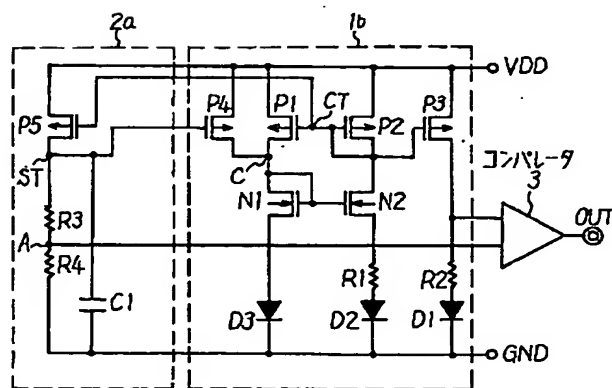 2a
1b
VDD
P5
P4
P1
CT
P2
P3
ST
C
コンパレータ
3
OUT
N1
N2
R3
A
R4
C1
R1
R2
D3
D2
D1
GND